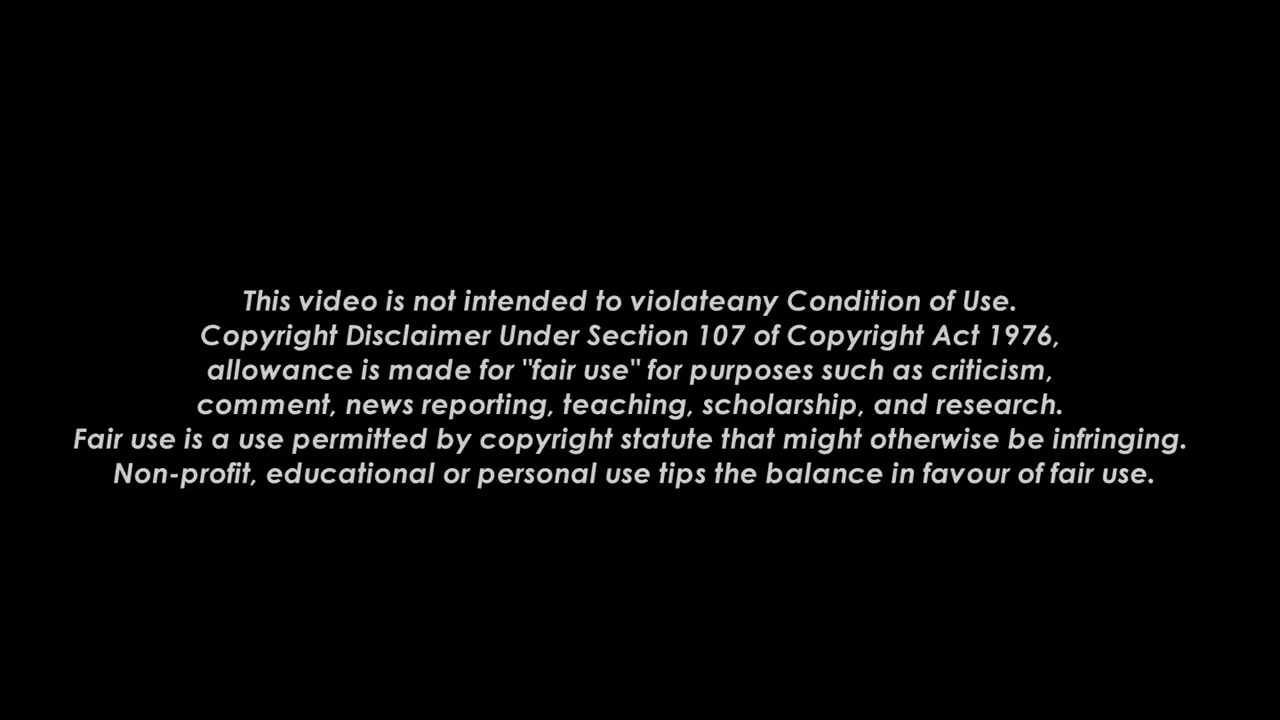 This video is not intended to violateany Condition of Use.
Copyright Disclaimer Under Section 107 of Copyright Act 1976,
allowance is made for "fair use" for purposes such as criticism,
comment, news reporting, teaching, scholarship, and research.
Fair use is a use permitted by copyright statute that might otherwise be infringing.
Non-profit, educational or personal use tips the balance in favour of fair use.